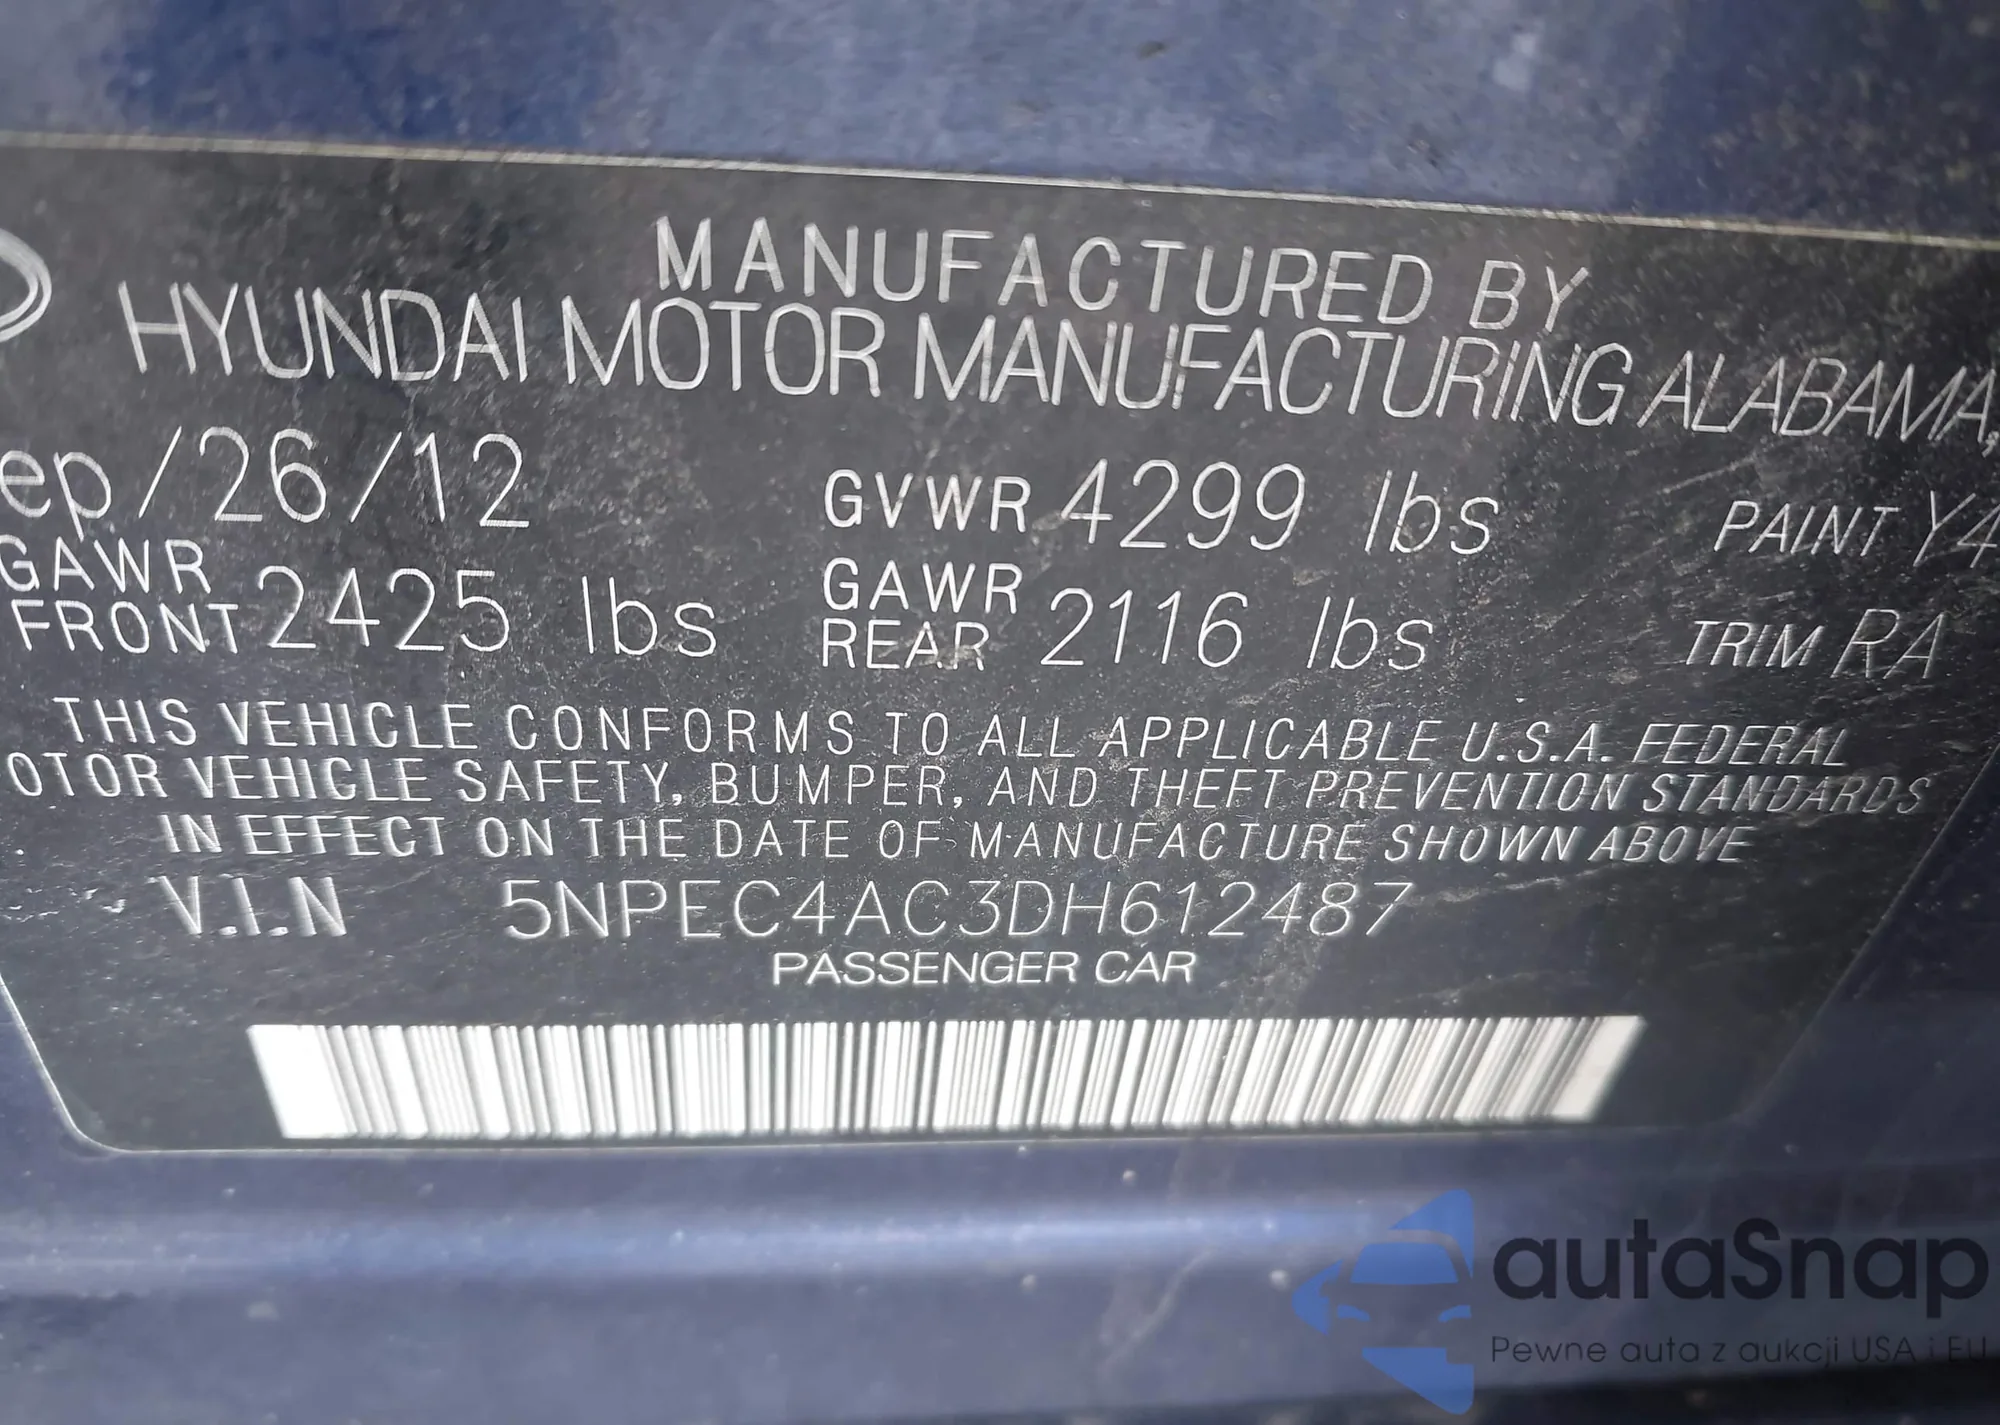 MANUFACTURED BY
HYUNDAI MOTOR MANUFACTURING ALABAMA,
ep/26/12 GVWR 4299 lbs PAINT Y4
GAWR FRONT 2425 lbs GAWR REAR 2116 lbs TRIM RA
THIS VEHICLE CONFORMS TO ALL APPLICABLE U.S.A. FEDERAL
OTOR VEHICLE SAFETY, BUMPER, AND THEFT PREVENTION STANDARDS
IN EFFECT ON THE DATE OF MANUFACTURE SHOWN ABOVE
V.I.N 5NPEC4AC3DH612487
PASSENGER CAR
autaSnap
Pewne auta z aukcji USA i EU